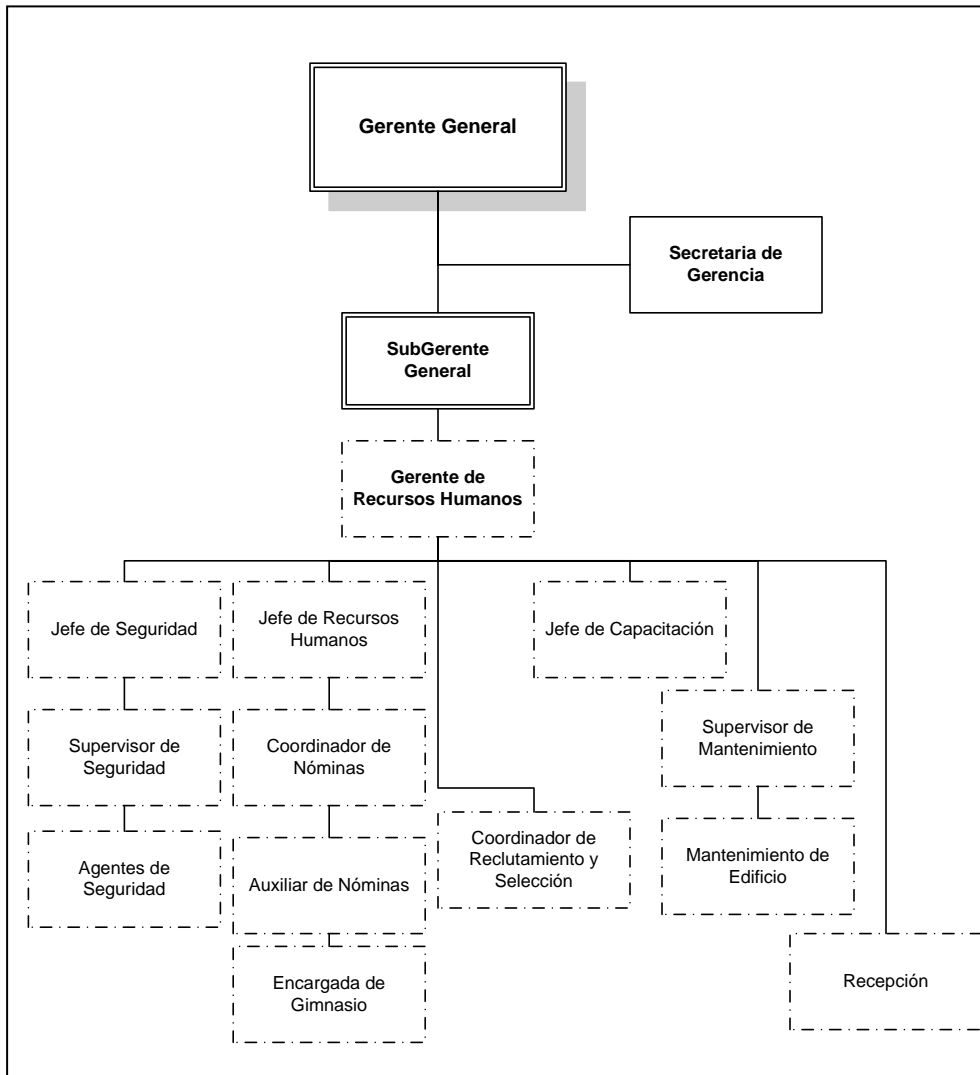 Gerente General
Secretaria de
Gerencia
SubGerente
General
Gerente de
Recursos Humanos
Jefe de Seguridad
Jefe de Recursos
Humanos
Jefe de Capacitación
Supervisor de
Seguridad
Coordinador de
Nóminas
Supervisor de
Mantenimiento
Agentes de
Seguridad
Auxiliar de Nóminas
Coordinador de
Reclutamiento y
Selección
Mantenimiento de
Edificio
Encargada de
Gimnasio
Recepción